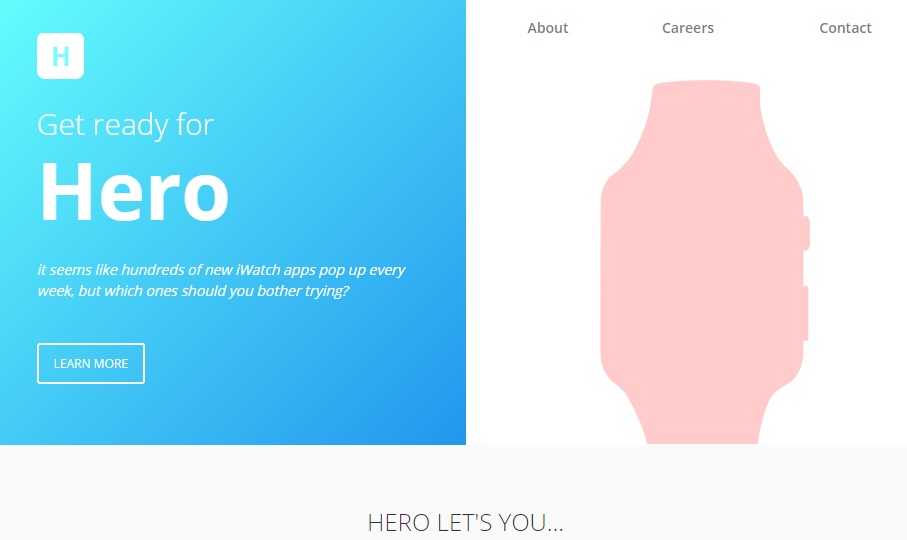 H
About Careers Contact
Get ready for
Hero
it seems like hundreds of new iWatch apps pop up every
week, but which ones should you bother trying?
LEARN MORE
HERO LET'S YOU...